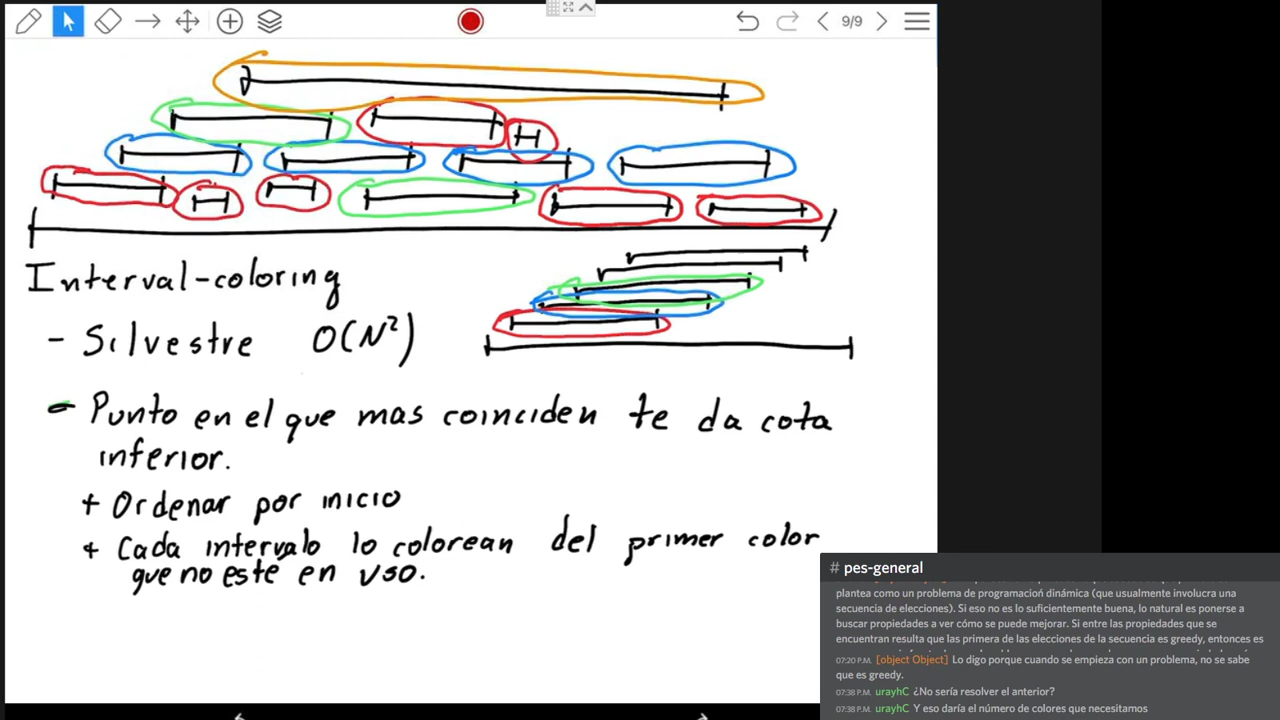 9/9
Interval-coloring
- Silvestre O(N²)
- Punto en el que mas coinciden te da cota
inferior.
+ Ordenar por inicio
+ Cada intervalo lo colorean del primer color
que no este en uso.
# pes-general
plantea como un problema de programación dinámica (que usualmente involucra una
secuencia de elecciones). Si eso no es lo suficientemente buena, lo natural es ponerse a
buscar propiedades a ver cómo se puede mejorar. Si entre las propiedades que se
encuentran resulta que las primera de las elecciones de la secuencia es greedy, entonces es
07:20 P.M. [object Object] Lo digo porque cuando se empieza con un problema, no se sabe
que es greedy.
07:38 P.M. urayhC ¿No sería resolver el anterior?
07:38 P.M. urayhC Y eso daría el número de colores que necesitamos